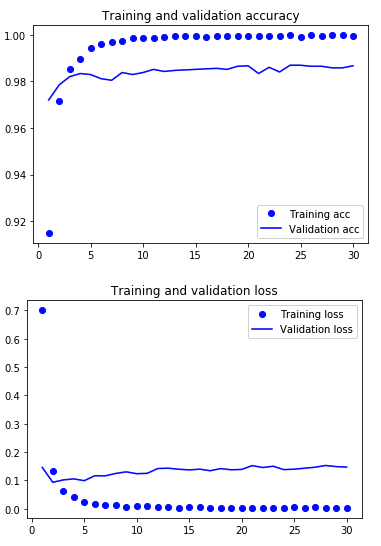 Training and validation accuracy
1.00
0.98
0.96
0.94
0.92
Training acc
Validation acc
0 5 10 15 20 25 30
Training and validation loss
0.7
0.6
0.5
0.4
0.3
0.2
0.1
0.0
Training loss
Validation loss
0 5 10 15 20 25 30